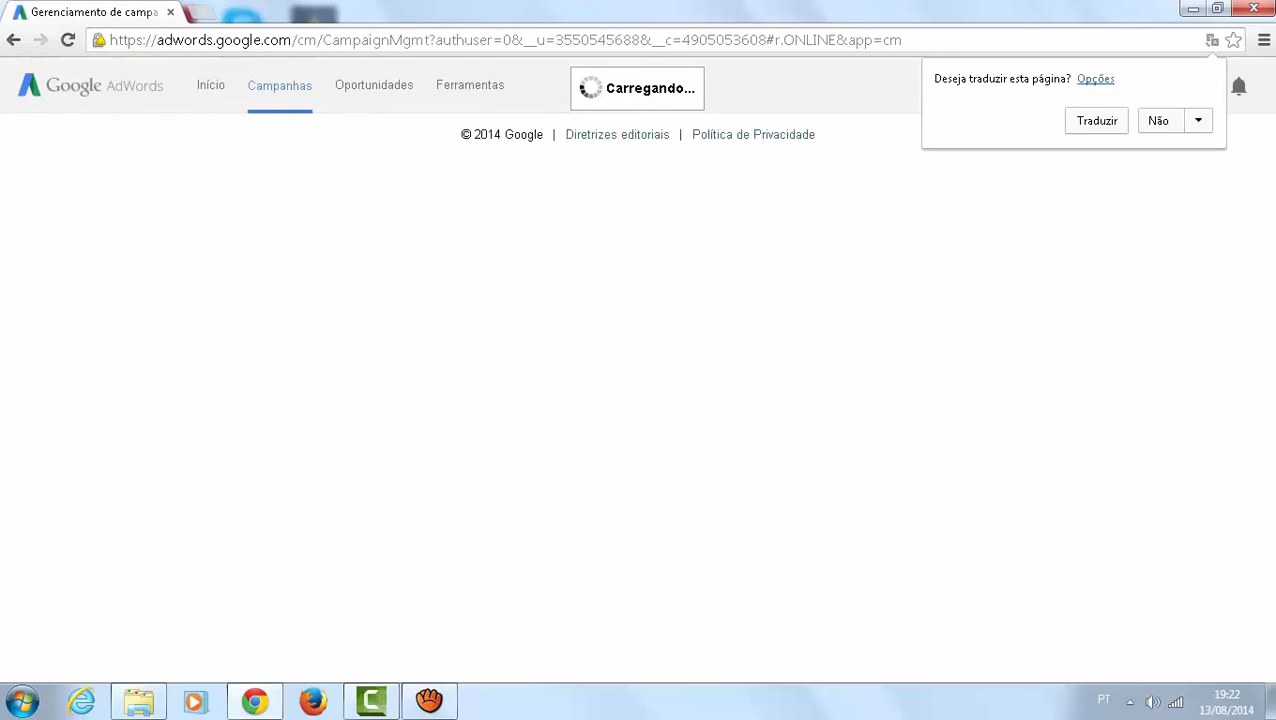 Gerenciamento de campa
https://adwords.google.com/cm/CampaignMgmt?authuser=0&__u=3550545688&__c=4905053608#r.ONLINE&app=cm
Google AdWords
Início
Campanhas
Oportunidades
Ferramentas
Carregando...
Deseja traduzir esta página? Opções
Traduzir
Não
© 2014 Google | Diretrizes editoriais | Política de Privacidade
PT
19:22
13/08/2014